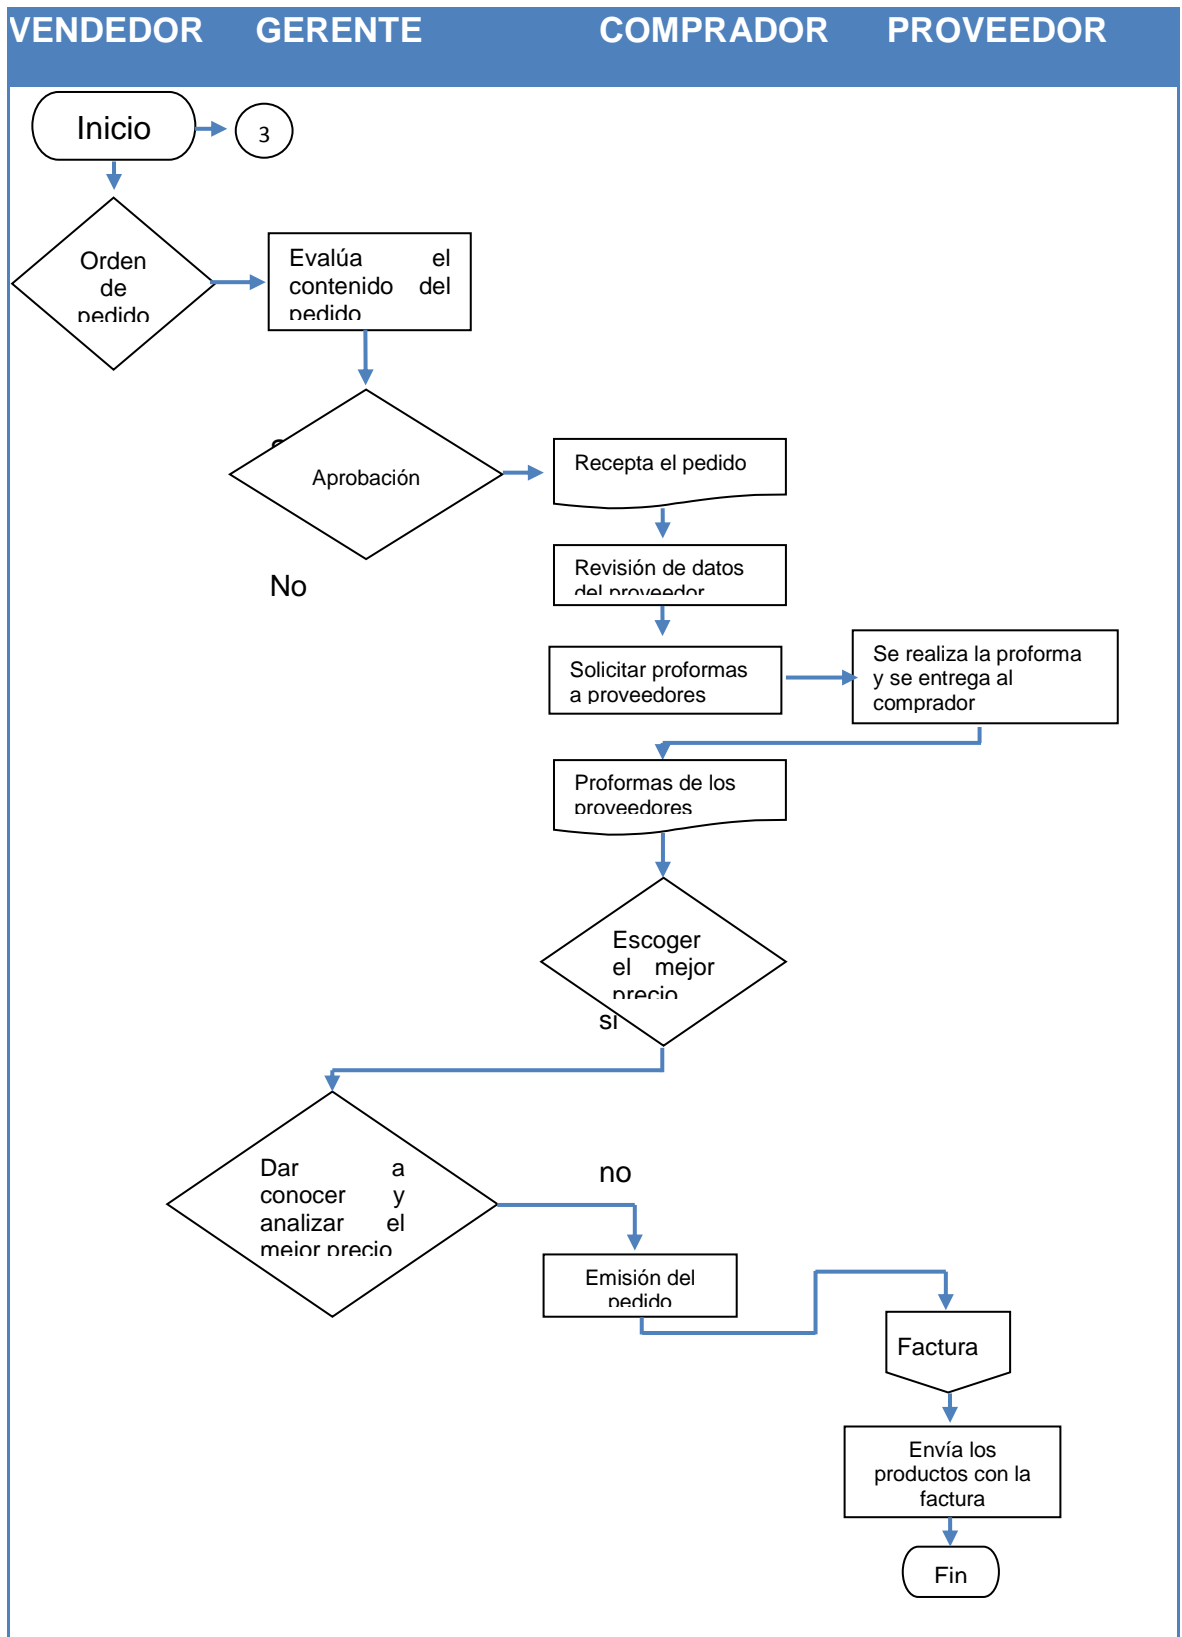 VENDEDOR GERENTE COMPRADOR PROVEEDOR
Inicio
3
Orden
de
pedido
Evalúa el
contenido del
pedido
Aprobación
No
Recepta el pedido
Revisión de datos
del proveedor
Solicitar proformas
a proveedores
Se realiza la proforma
y se entrega al
comprador
Proformas de los
proveedores
Escoger
el mejor
precio
si
Dar a
conocer y
analizar el
mejor precio
no
Emisión del
pedido
Factura
Envía los
productos con la
factura
Fin